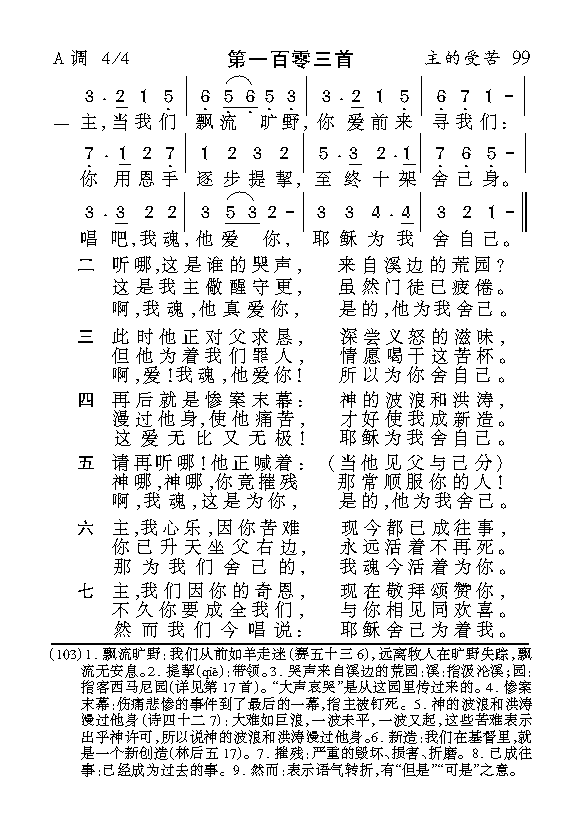 A 调 4/4 第一百零三首 主的受苦 99
3 · 2 1 5 | 6 5 6 5 3 | 3 · 2 1 5 | 6 7 1 - |
一 主,当我们 飘流 旷野,你 爱前来 寻我们:
7 · 1 2 7 | 1 2 3 2 | 5 · 3 2 · 1 | 7 6 5 - |
你 用恩手 逐步提挈,至终十架 舍己身。
3 · 3 2 2 | 3 5 3 2 - | 3 3 4 · 4 | 3 2 1 - ‖
唱 吧,我魂,他爱 你, 耶稣为我 舍自己。
二 听哪,这是谁的哭声, 来自溪边的荒园?
这是我主儆醒守更, 虽然门徒已疲倦。
啊,我魂,他真爱你, 是的,他为我舍己。
三 此时他正对父求恳, 深尝义怒的滋味,
但他为着我们罪人, 情愿喝干这苦杯。
啊,爱!我魂,他爱你! 所以为你舍自己。
四 再后就是惨案末幕: 神的波浪和洪涛,
漫过他身,使他痛苦, 才好使我成新造。
这爱无比又无极! 耶稣为我舍自己。
五 请再听哪!他正喊着: (当他见父与己分)
神哪,神哪,你竟摧残 那常顺服你的人!
啊,我魂,这是为你, 是的,他为我舍己。
六 主,我心乐,因你苦难 现今都已成往事,
你已升天坐父右边, 永远活着不再死。
那为我们舍己的, 我魂今活着为你。
七 主,我们因你的奇恩, 现在敬拜颂赞你,
不久你要成全我们, 与你相见同欢喜。
然而我们今唱说: 耶稣舍己为着我。
(103) 1. 飘流旷野:我们从前如羊走迷(赛五十三6),远离牧人在旷野失踪,飘
流无安息。2. 提挈(qiè):带领。3. 哭声来自溪边的荒园:溪:指汲沦溪;园:
指客西马尼园(详见第17首)。“大声哀哭”是从这园里传过来的。4. 惨案
末幕:伤痛悲惨的事件到了最后的一幕,指主被钉死。5. 神的波浪和洪涛
漫过他身(诗四十二7):大难如巨浪,一波未平,一波又起,这些苦难表示
出乎神许可,所以说神的波浪和洪涛漫过他身。6. 新造:我们在基督里,就
是一个新创造(林后五17)。7. 摧残:严重的毁坏、损害、折磨。8. 已成往
事:已经成为过去的事。9. 然而:表示语气转折,有“但是”“可是”之意。